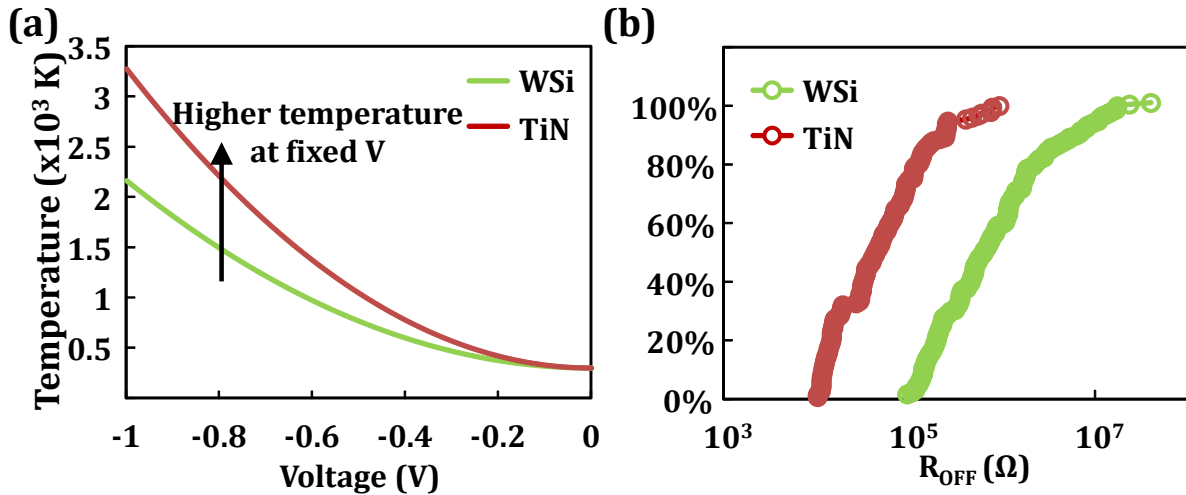 (a)
3.5
3
2.5
2
1.5
1
0.5
Temperature (x10³ K)
WSi
TiN
Higher temperature
at fixed V
-1 -0.8 -0.6 -0.4 -0.2 0
Voltage (V)
(b)
100%
80%
60%
40%
20%
0%
WSi
TiN
10³ 10⁵ 10⁷
R_OFF (Ω)